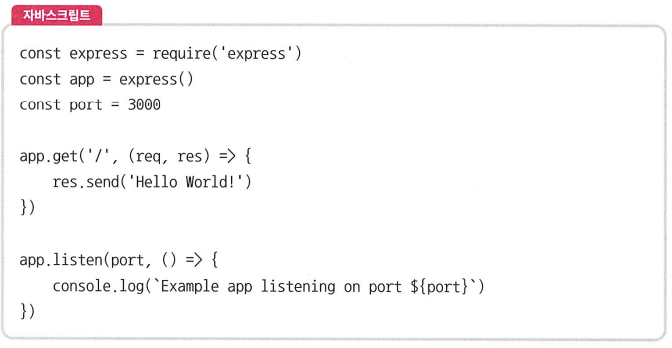 자바스크립트
const express = require('express')
const app = express()
const port = 3000
app.get('/', (req, res) => {
    res.send('Hello World!')
})
app.listen(port, () => {
    console.log(`Example app listening on port ${port}`)
})